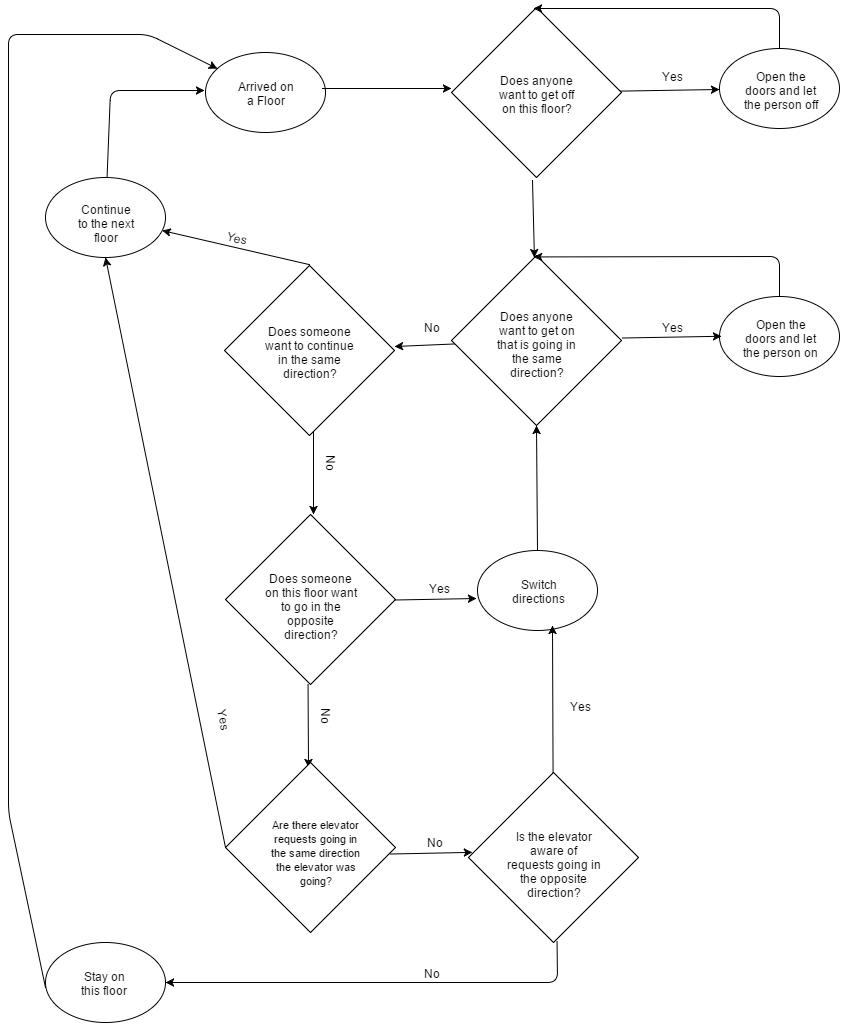 Arrived on
a Floor
Does anyone
want to get off
on this floor?
Yes
Open the
doors and let
the person off
Continue
to the next
floor
Yes
Does someone
want to continue
in the same
direction?
No
Does anyone
want to get on
that is going in
the same
direction?
Yes
Open the
doors and let
the person on
No
Does someone
on this floor want
to go in the
opposite
direction?
Yes
Switch
directions
Yes
No
Yes
Are there elevator
requests going in
the same direction
the elevator was
going?
No
Is the elevator
aware of
requests going in
the opposite
direction?
No
Stay on
this floor